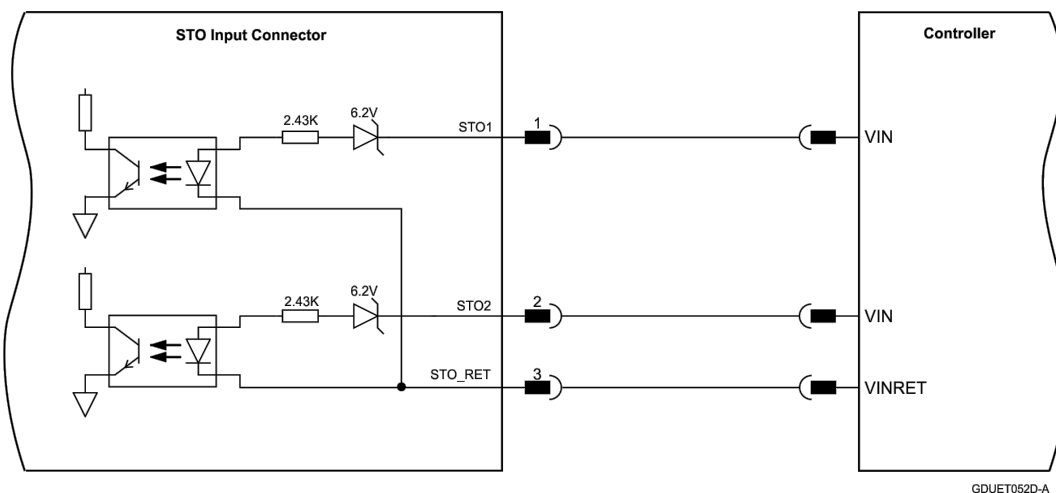 STO Input Connector
Controller
2.43K
6.2V
STO1
1
VIN
2.43K
6.2V
STO2
2
VIN
STO_RET
3
VINRET
GDUET052D-A